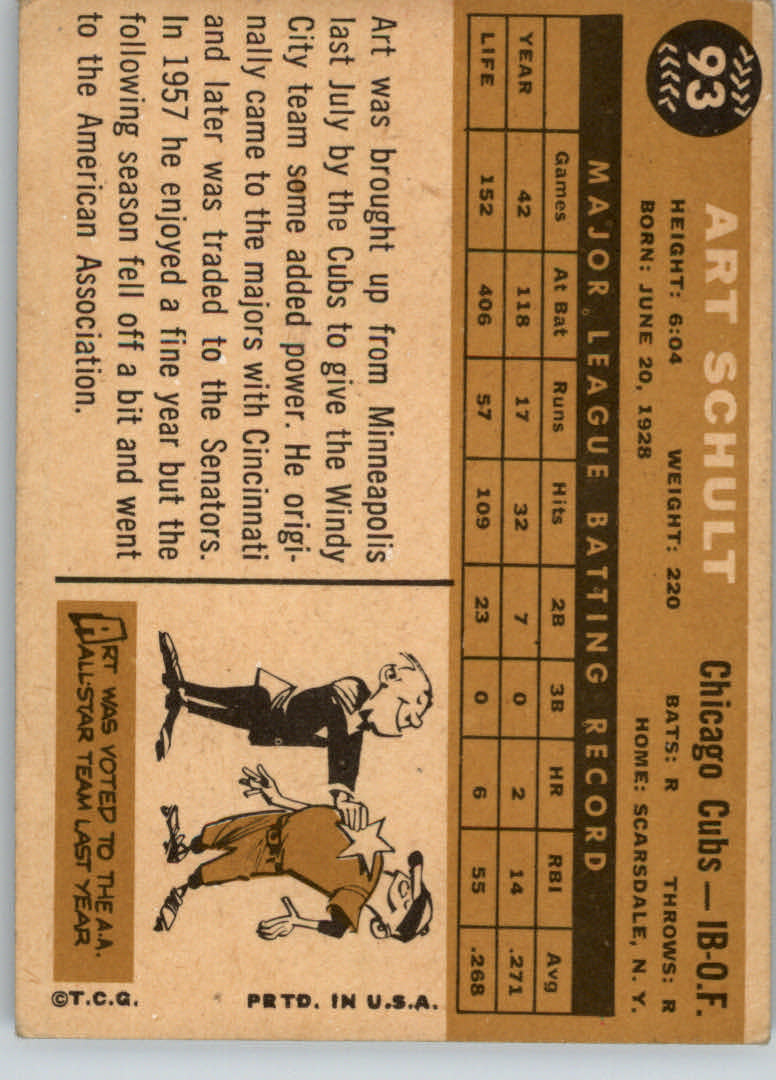 93
ART SCHULT
Chicago Cubs — 1B-O.F.
HEIGHT: 6:04 WEIGHT: 220 BATS: R THROWS: R
BORN: JUNE 20, 1928 HOME: SCARSDALE, N. Y.
MAJOR LEAGUE BATTING RECORD
Games At Bat Runs Hits 2B 3B HR RBI Avg
YEAR 42 118 17 32 7 0 2 14 .271
LIFE 152 406 57 109 23 0 6 55 .268
Art was brought up from Minneapolis
last July by the Cubs to give the Windy
City team some added power. He origi-
nally came to the majors with Cincinnati
and later was traded to the Senators.
In 1957 he enjoyed a fine year but the
following season fell off a bit and went
to the American Association.
ART WAS VOTED TO THE A.A.
ALL-STAR TEAM LAST YEAR
©T.C.G. PRTD. IN U.S.A.